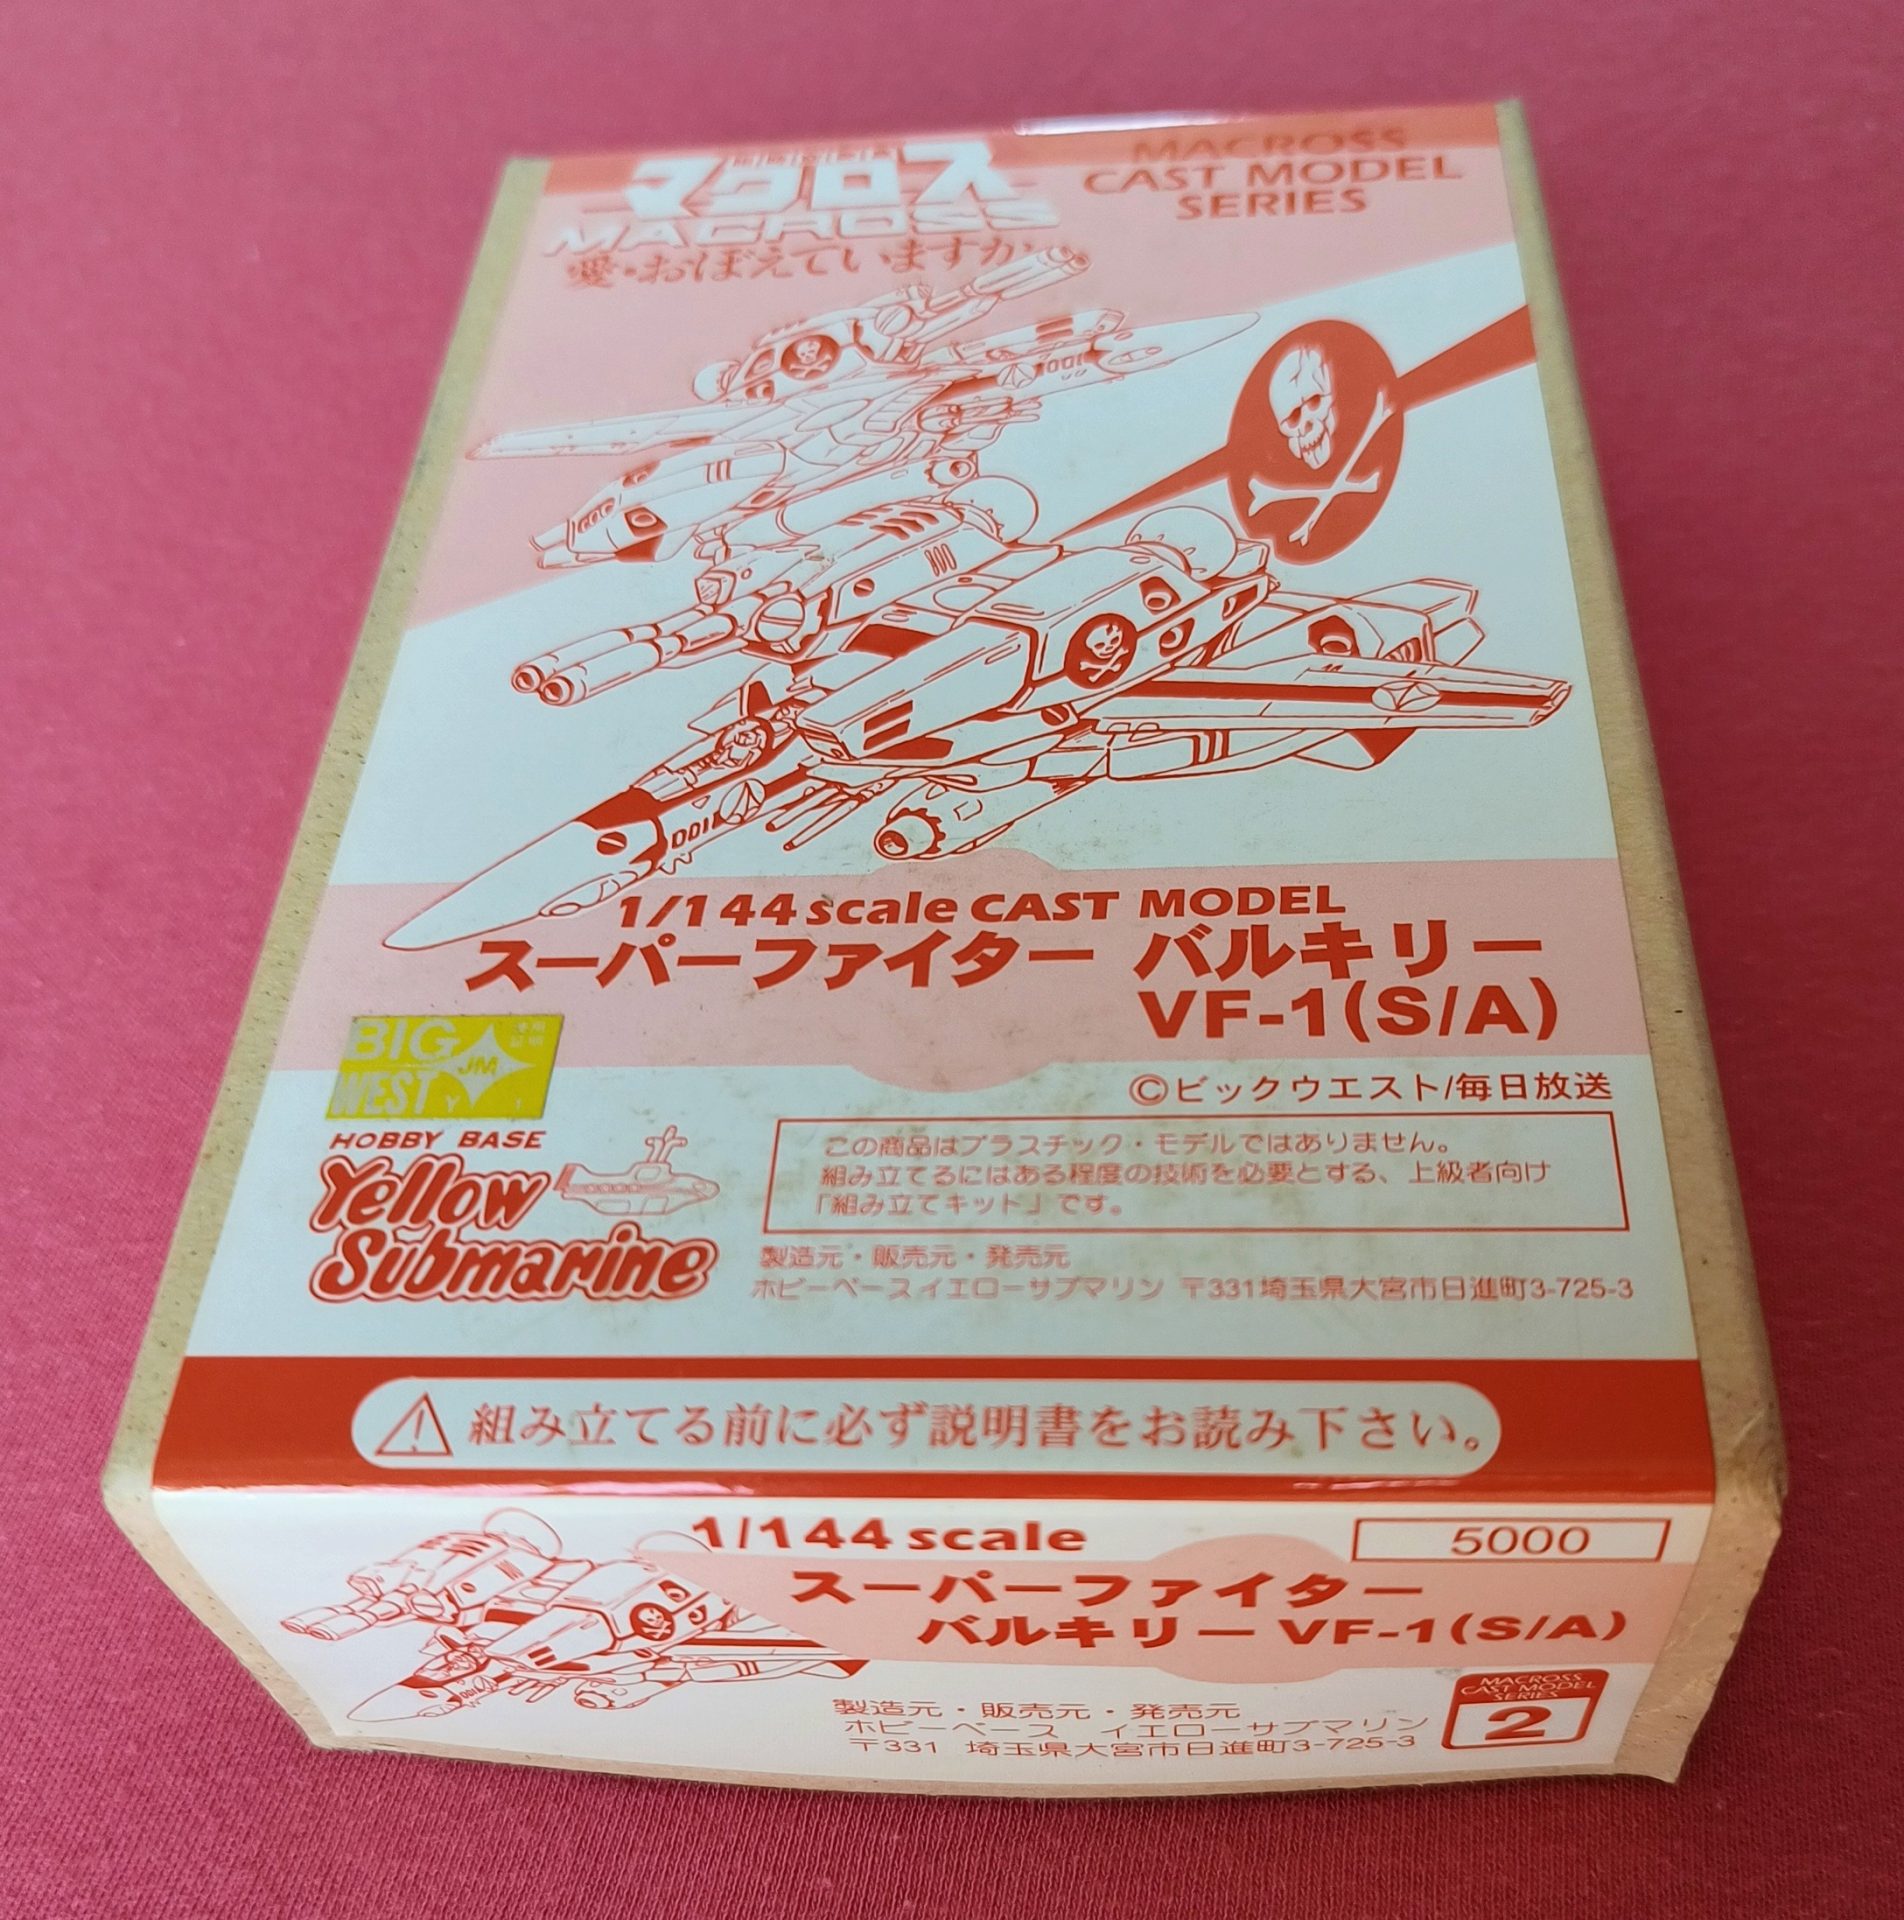 マクロス
MACROSS
愛・おぼえていますか
MACROSS
CAST MODEL
SERIES
001
001
1/144 scale CAST MODEL
スーパーファイター バルキリー
VF-1(S/A)
BIG
WEST
JM
©ビックウエスト/毎日放送
HOBBY BASE
Yellow
Submarine
この商品はプラスチック・モデルではありません。
組み立てるにはある程度の技術を必要とする、上級者向け
「組み立てキット」です。
製造元・販売元・発売元
ホビーベースイエローサブマリン 〒331埼玉県大宮市日進町3-725-3
組み立てる前に必ず説明書をお読み下さい。
1/144 scale
5000
スーパーファイター
バルキリー VF-1(S/A)
001
製造元・販売元・発売元
ホビーベース イエローサブマリン
〒331 埼玉県大宮市日進町3-725-3
MACROSS
CAST MODEL
SERIES
2